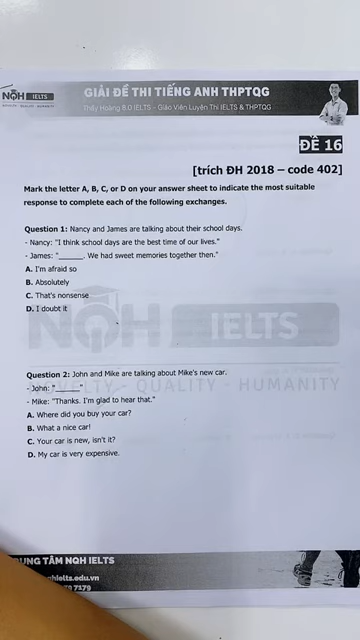 NQH IELTS
GIẢI ĐỀ THI TIẾNG ANH THPTQG
Thầy Hoàng 8.0 IELTS - Giáo Viên Luyện Thi IELTS & THPTQG
ĐỀ 16
[trích ĐH 2018 – code 402]
Mark the letter A, B, C, or D on your answer sheet to indicate the most suitable
response to complete each of the following exchanges.
Question 1: Nancy and James are talking about their school days.
- Nancy: "I think school days are the best time of our lives."
- James: "______. We had sweet memories together then."
A. I'm afraid so
B. Absolutely
C. That's nonsense
D. I doubt it
NQH IELTS
Question 2: John and Mike are talking about Mike's new car.
- John: "______"
QUALITY - HUMANITY
- Mike: "Thanks. I'm glad to hear that."
A. Where did you buy your car?
B. What a nice car!
C. Your car is new, isn't it?
D. My car is very expensive.
TÂM NQH IELTS
7179